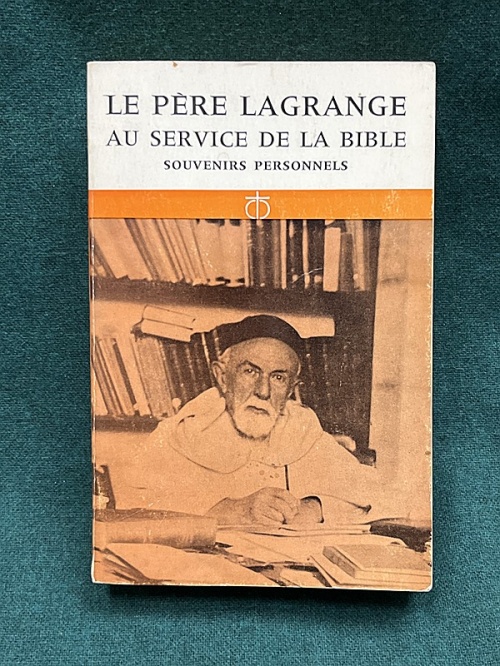 LE PÈRE LAGRANGE
AU SERVICE DE LA BIBLE
SOUVENIRS PERSONNELS